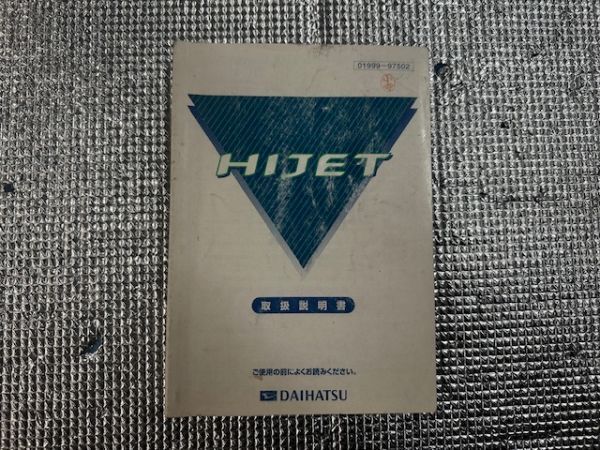 01999-97502
HIJET
取扱説明書
ご使用の前によくお読みください。
DAIHATSU